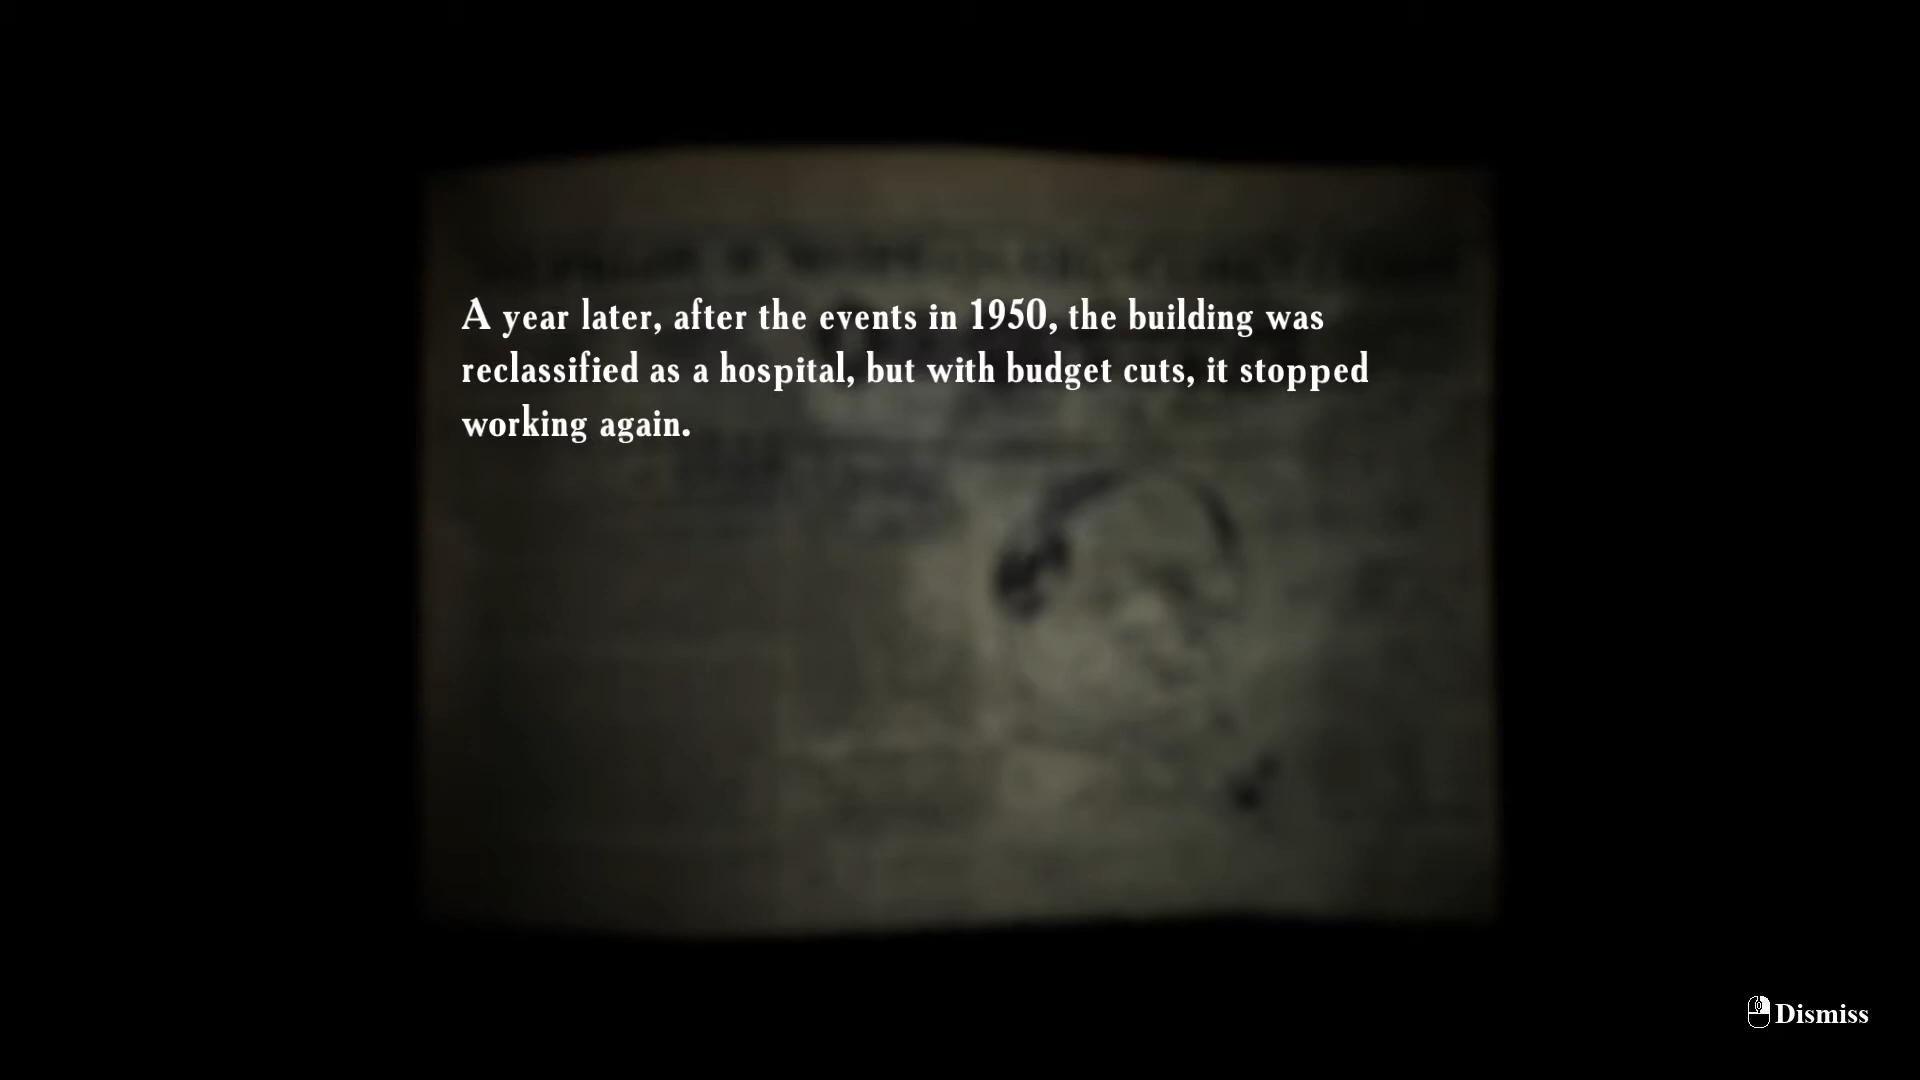 A year later, after the events in 1950, the building was
reclassified as a hospital, but with budget cuts, it stopped
working again.
Dismiss